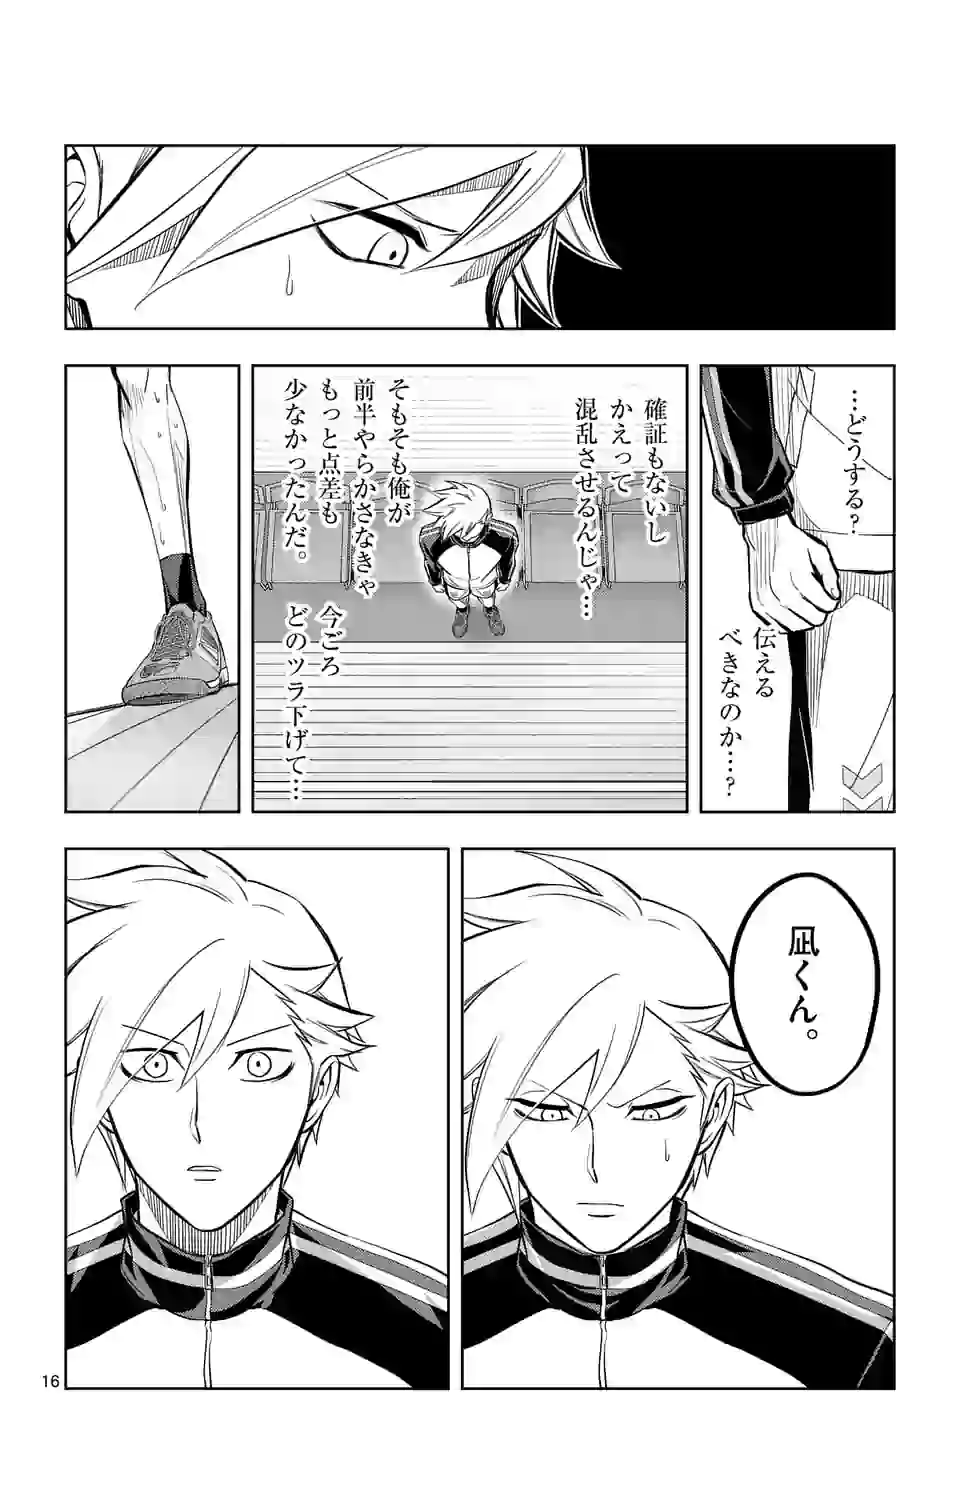 …どうする?
伝える
べきなのか…?
確証もないし
かえって
混乱させるんじゃ…
そもそも俺が
前半やらかさなきゃ
もっと点差も
少なかったんだ。
今ごろ
どのツラ下げて…
凪くん。
16